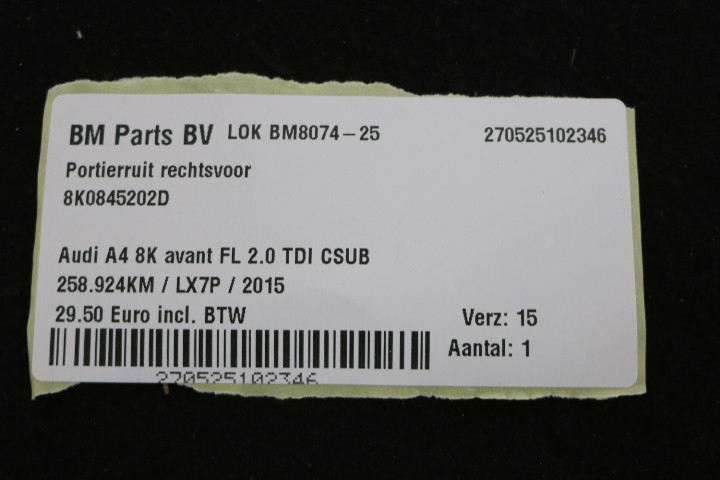 BM Parts BV LOK BM8074-25 270525102346
Portierruit rechtsvoor
8K0845202D
Audi A4 8K avant FL 2.0 TDI CSUB
258.924KM / LX7P / 2015
29.50 Euro incl. BTW Verz: 15
Aantal: 1
270525102346